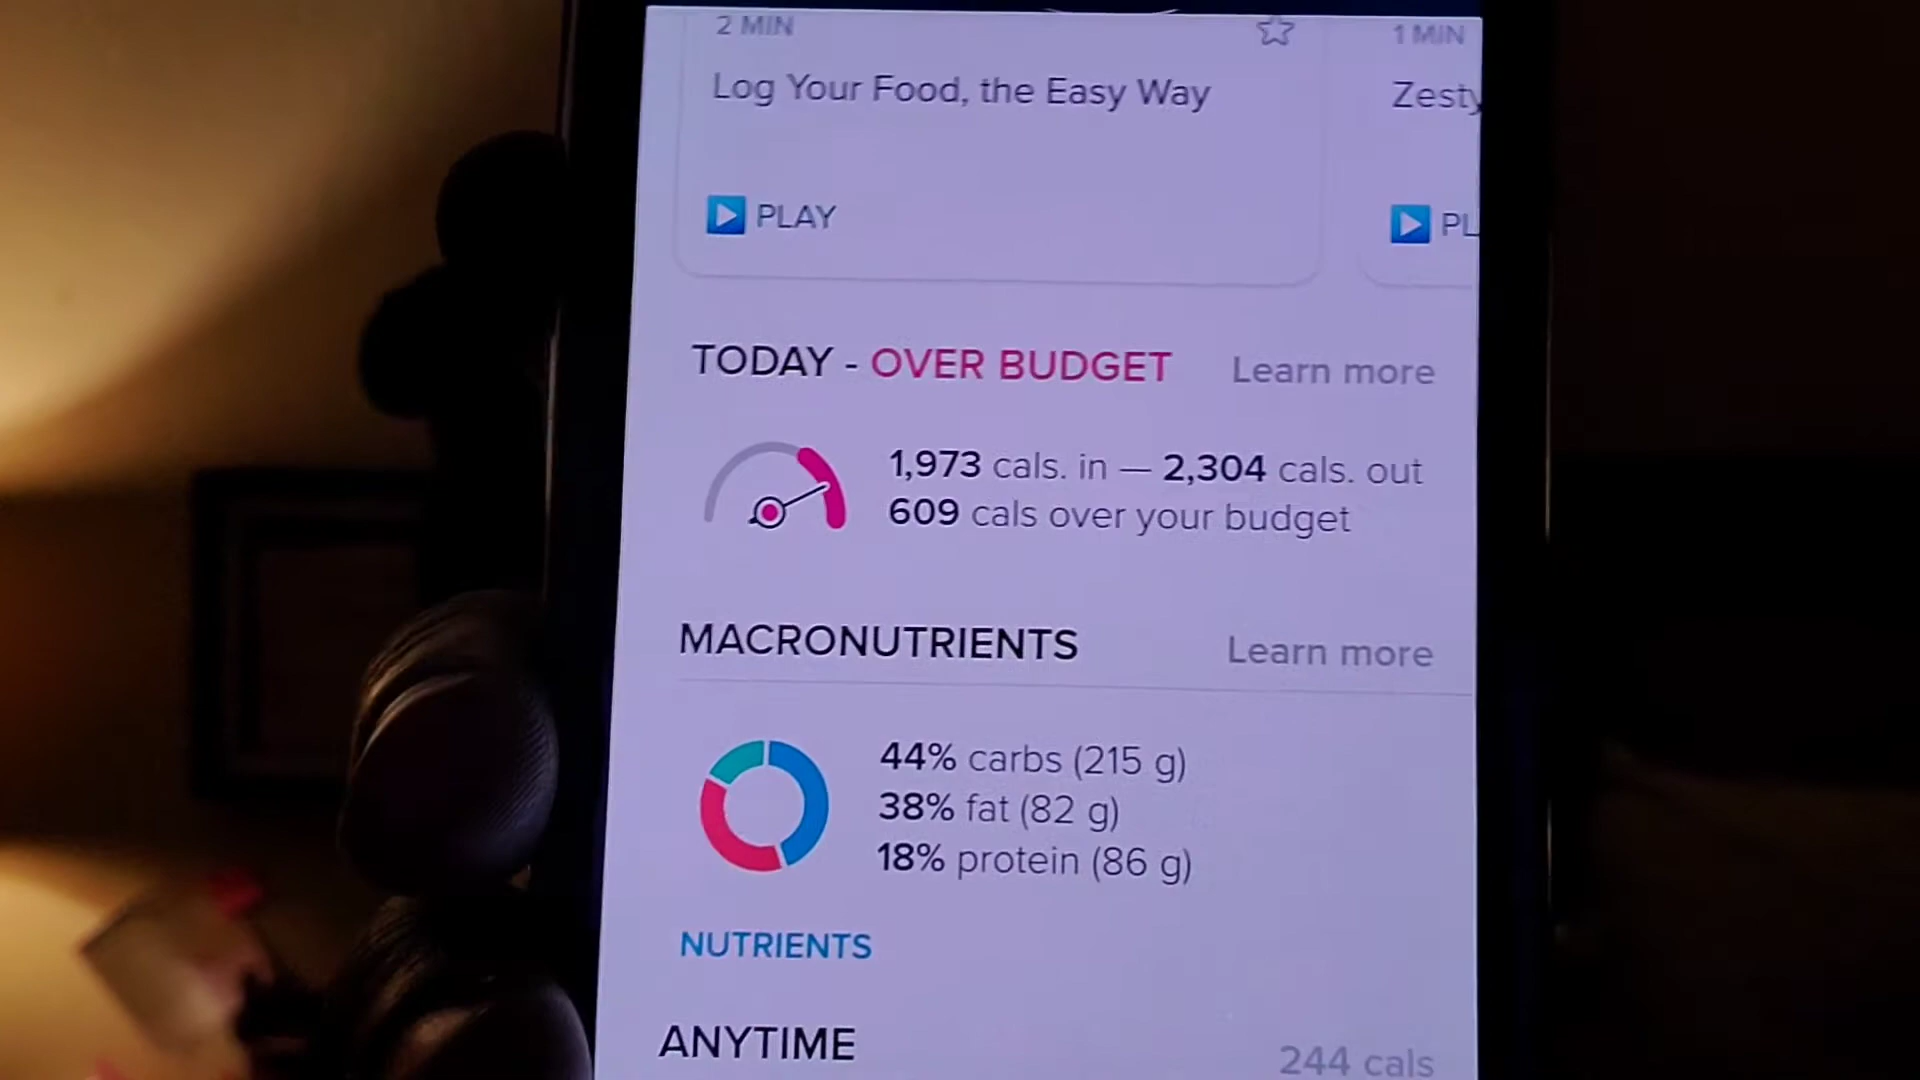 2 MIN
1 MIN
Log Your Food, the Easy Way
Zesty
PLAY
PL
TODAY - OVER BUDGET
Learn more
1,973 cals. in — 2,304 cals. out
609 cals over your budget
MACRONUTRIENTS
Learn more
44% carbs (215 g)
38% fat (82 g)
18% protein (86 g)
NUTRIENTS
ANYTIME
244 cals